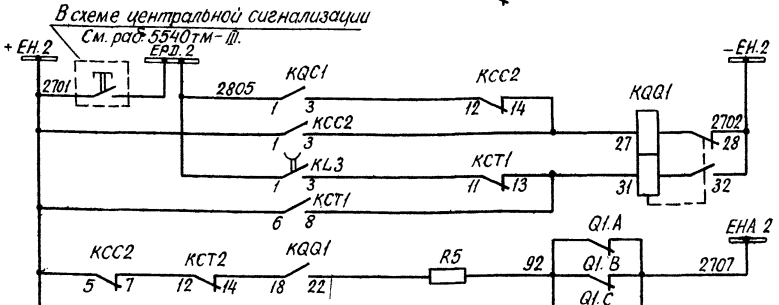 В схеме центральной сигнализации
См. раб. 5540тм-III.
+ЕН.2
ЕРД.2
-ЕН.2
2701
2805
KQC1
KCC2
KQQ1
1 3
12 14
KCC2
2702
1 3
27
28
KL3
KCT1
1 3
11 13
31
32
KCT1
6 8
Q1.A
ЕНА 2
KCC2
KCT2
KQQ1
R5
92
Q1.B
2707
5 7
12 14
18 22
Q1.C